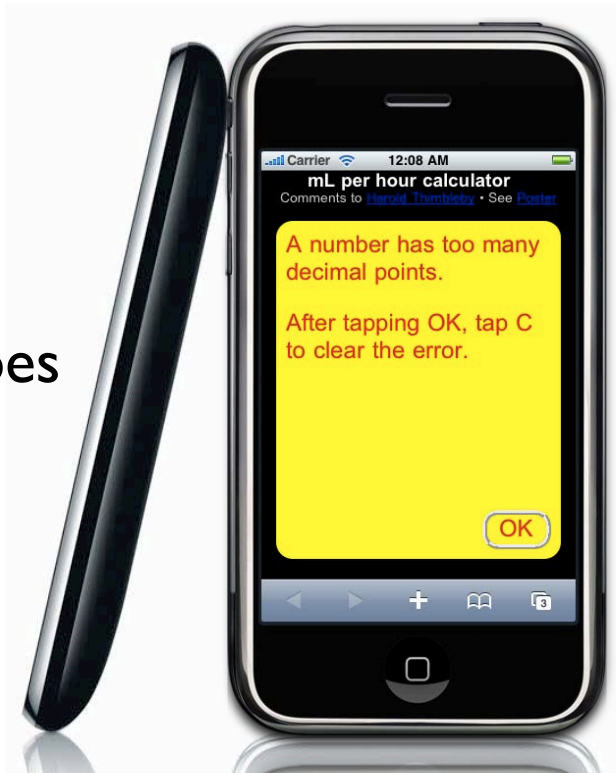 Carrier 12:08 AM
mL per hour calculator
Comments to Harold Thimbleby • See Poster
A number has too many
decimal points.
After tapping OK, tap C
to clear the error.
oes
OK
3